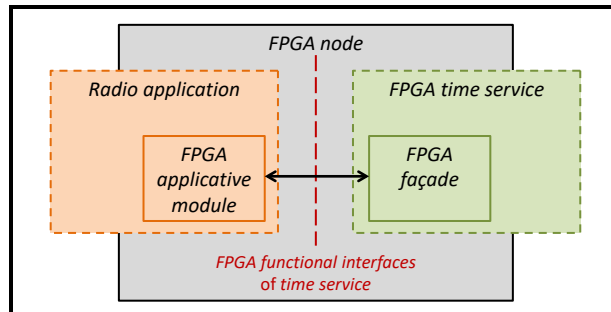 FPGA node
Radio application
FPGA time service
FPGA
applicative
module
FPGA
façade
FPGA functional interfaces
of time service